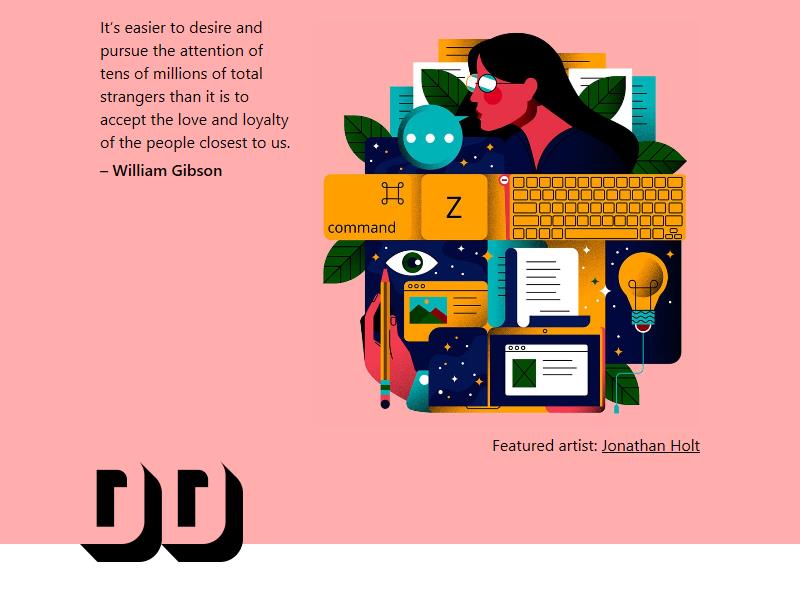 It’s easier to desire and
pursue the attention of
tens of millions of total
strangers than it is to
accept the love and loyalty
of the people closest to us.
– William Gibson
command
Z
Featured artist: Jonathan Holt